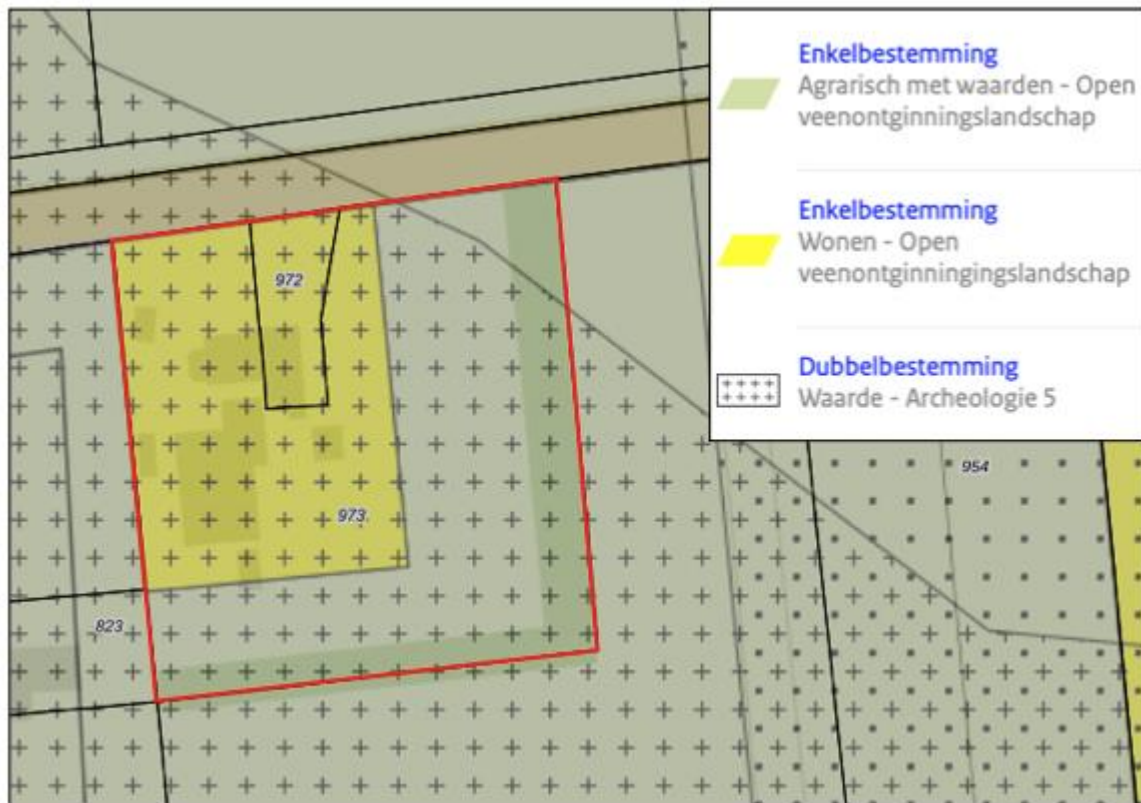 Enkelbestemming
Agrarisch met waarden - Open
veenontginningslandschap
Enkelbestemming
Wonen - Open
veenontginningingslandschap
Dubbelbestemming
Waarde - Archeologie 5
972
954
973
823